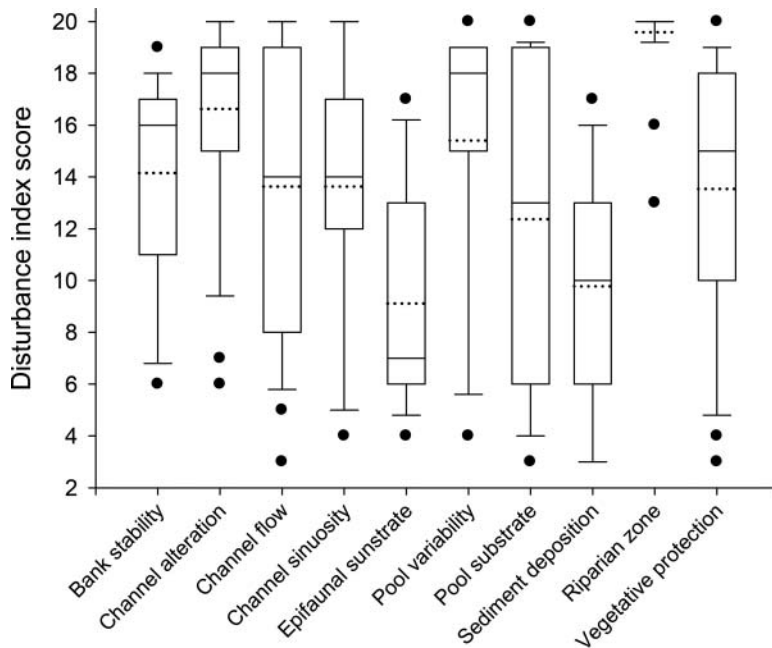 Disturbance index score
20
18
16
14
12
10
8
6
4
2
Bank stability
Channel alteration
Channel flow
Channel sinuosity
Epifaunal sunstrate
Pool variability
Pool substrate
Sediment deposition
Riparian zone
Vegetative protection